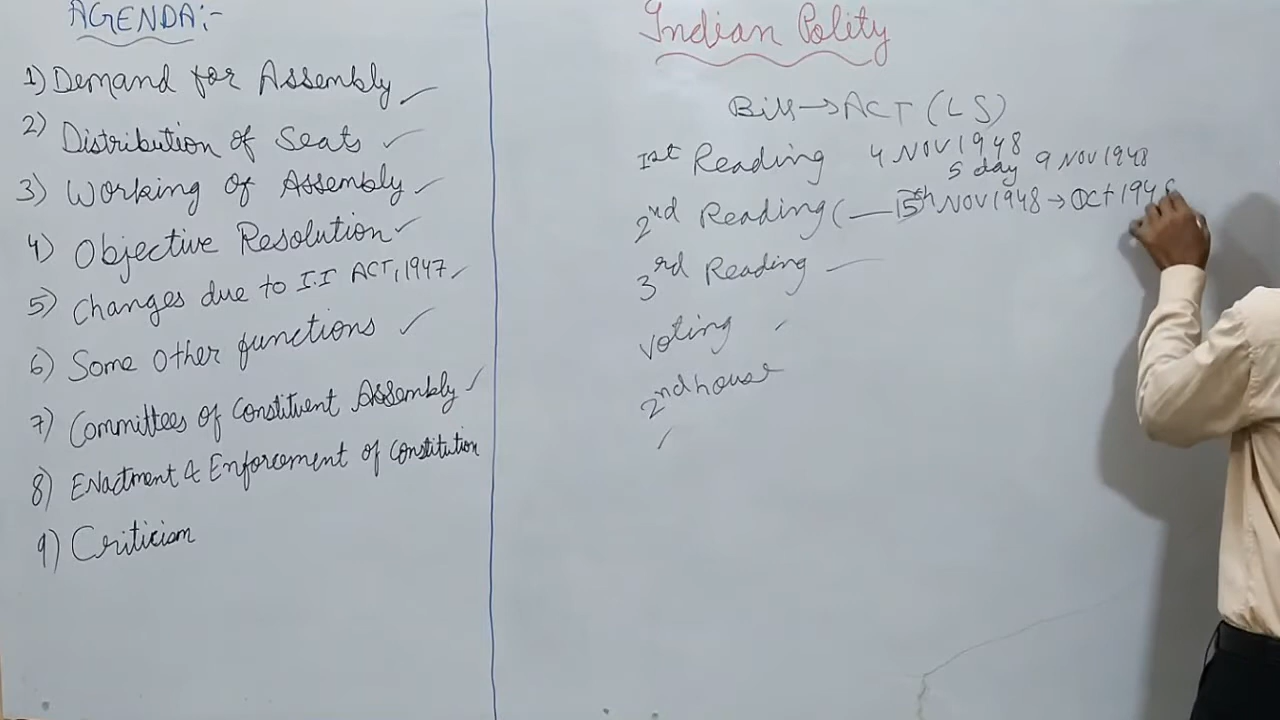 AGENDA:-
1) Demand for Assembly
2) Distribution of Seats
3) Working of Assembly
4) Objective Resolution
5) Changes due to I.I ACT, 1947
6) Some other functions
7) Committees of Constituent Assembly
8) Enactment & Enforcement of Constitution
9) Criticism
Indian Polity
Bill → ACT (LS)
Ist Reading 4 NOV 1948
5 day 9 NOV 1948
2nd Reading (— 15th NOV 1948 → Oct 194
3rd Reading —
Voting
2nd house